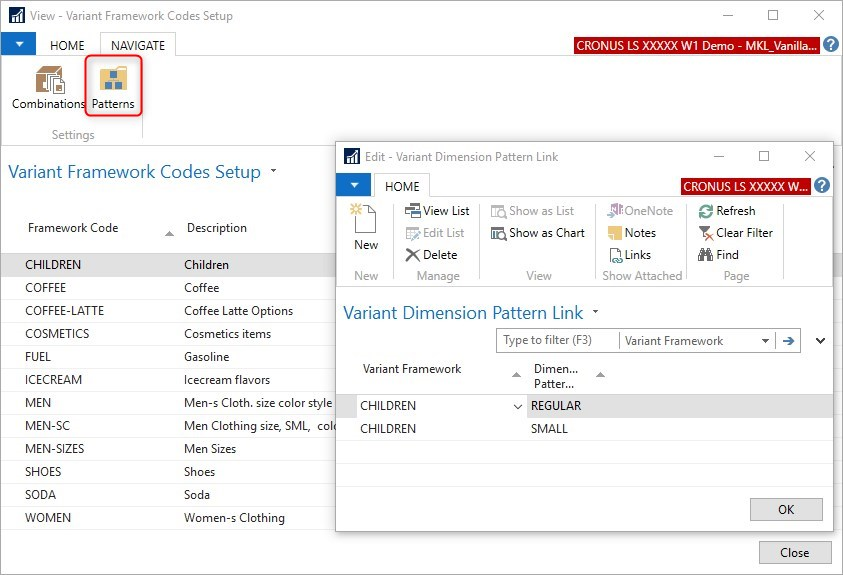 View - Variant Framework Codes Setup
HOME NAVIGATE
CRONUS LS XXXXX W1 Demo - MKL_Vanilla...
Combinations Patterns
Settings
Variant Framework Codes Setup
Framework Code Description
CHILDREN Children
COFFEE Coffee
COFFEE-LATTE Coffee Latte Options
COSMETICS Cosmetics items
FUEL Gasoline
ICECREAM Icecream flavors
MEN Men-s Cloth. size color style
MEN-SC Men Clothing size, SML, colo
MEN-SIZES Men Sizes
SHOES Shoes
SODA Soda
WOMEN Women-s Clothing
Edit - Variant Dimension Pattern Link
HOME
CRONUS LS XXXXX W...
New
New
View List
Edit List
Delete
Manage
Show as List
Show as Chart
View
OneNote
Notes
Links
Show Attached
Refresh
Clear Filter
Find
Page
Variant Dimension Pattern Link
Type to filter (F3) Variant Framework
Variant Framework Dimen...
Patter...
CHILDREN REGULAR
CHILDREN SMALL
OK
Close